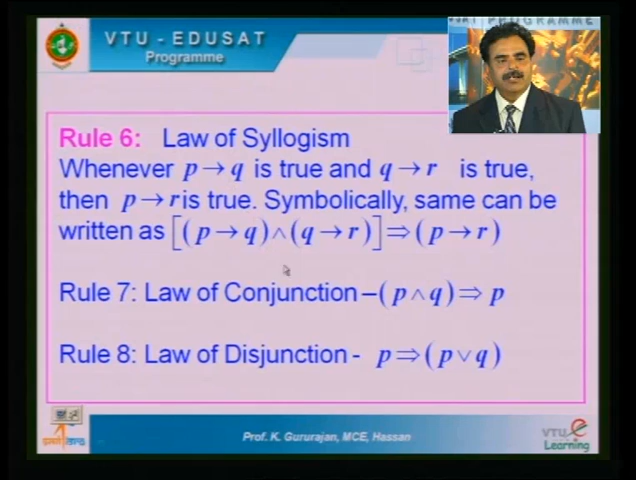 VTU - EDUSAT
Programme
PROGRAMME
Rule 6: Law of Syllogism
Whenever p → q is true and q → r is true,
then p → r is true. Symbolically, same can be
written as [(p → q) ∧ (q → r)] ⇒ (p → r)
Rule 7: Law of Conjunction – (p ∧ q) ⇒ p
Rule 8: Law of Disjunction - p ⇒ (p ∨ q)
Prof. K. Gururajan, MCE, Hassan
VTU e
Learning